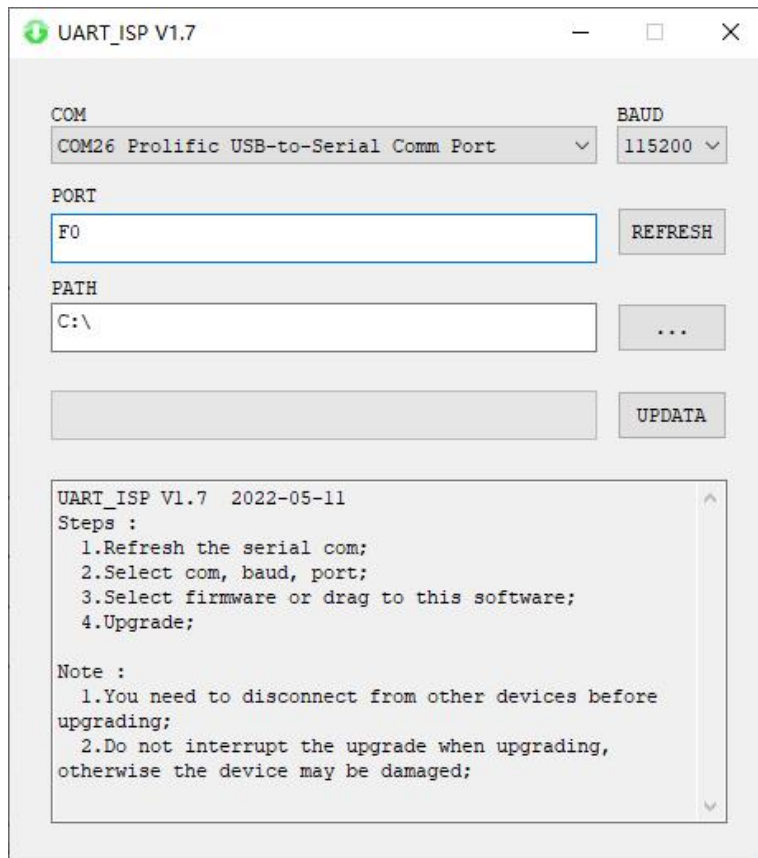 UART_ISP V1.7
COM
BAUD
COM26 Prolific USB-to-Serial Comm Port
115200
PORT
F0
REFRESH
PATH
C:\
...
UPDATA
UART_ISP V1.7  2022-05-11
Steps :
  1.Refresh the serial com;
  2.Select com, baud, port;
  3.Select firmware or drag to this software;
  4.Upgrade;
Note :
  1.You need to disconnect from other devices before
upgrading;
  2.Do not interrupt the upgrade when upgrading,
otherwise the device may be damaged;